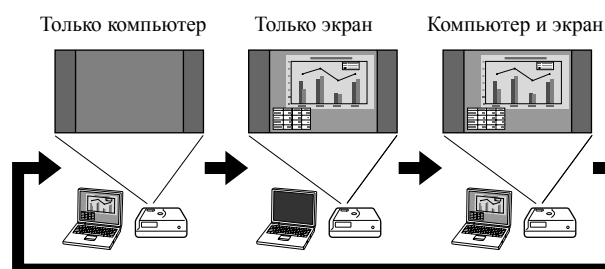 Только компьютер
Только экран
Компьютер и экран